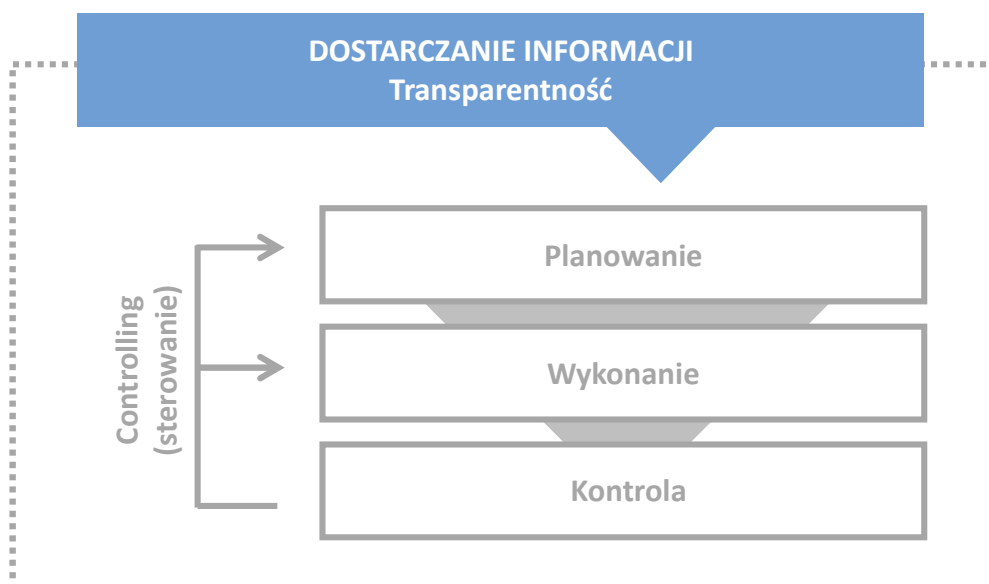 DOSTARCZANIE INFORMACJI
Transparentność
Planowanie
Controlling
(sterowanie)
Wykonanie
Kontrola